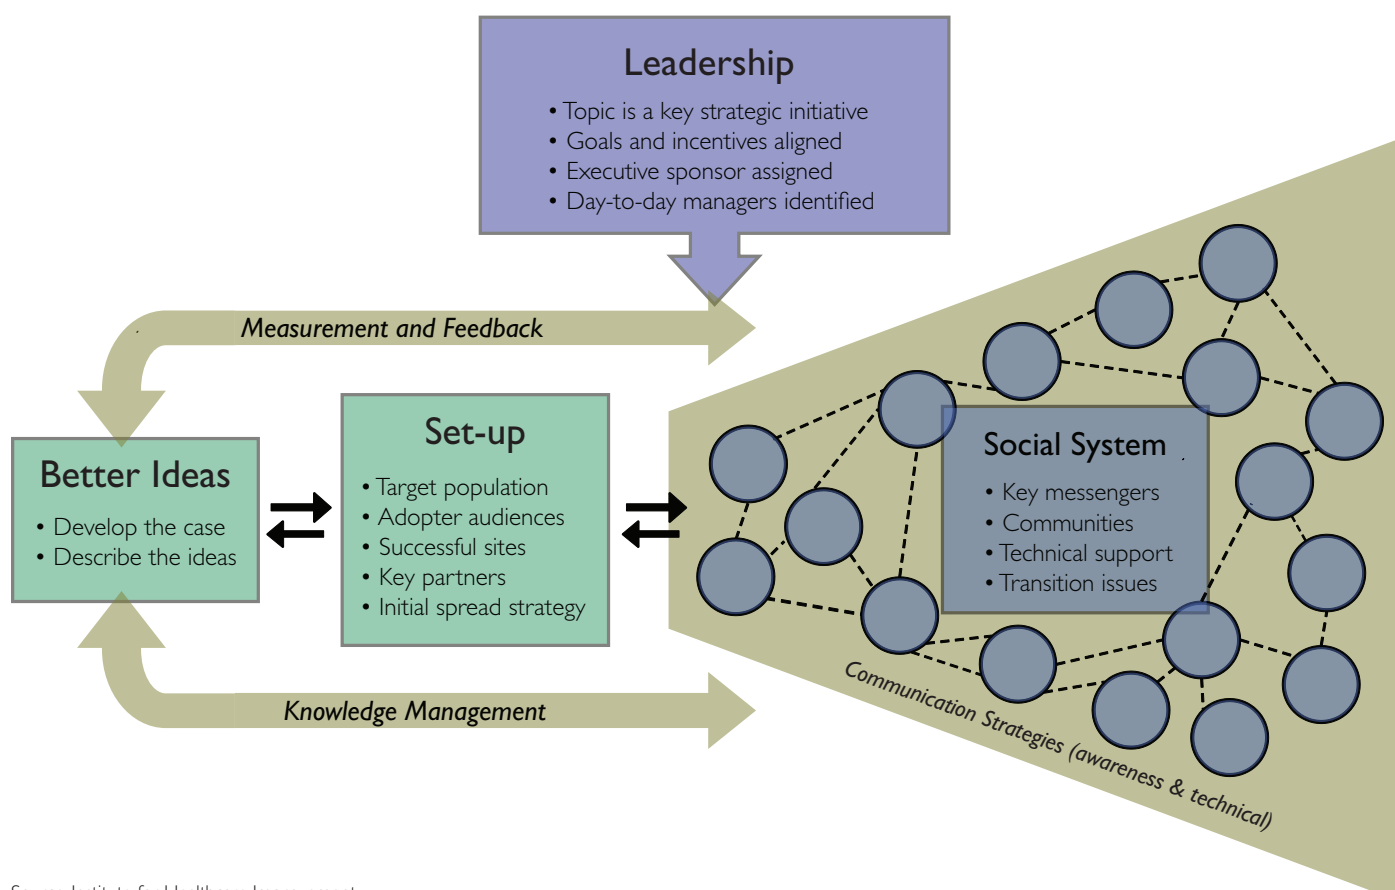 Leadership
• Topic is a key strategic initiative
• Goals and incentives aligned
• Executive sponsor assigned
• Day-to-day managers identified
Measurement and Feedback
Better Ideas
• Develop the case
• Describe the ideas
Set-up
• Target population
• Adopter audiences
• Successful sites
• Key partners
• Initial spread strategy
Social System
• Key messengers
• Communities
• Technical support
• Transition issues
Knowledge Management
Communication Strategies (awareness & technical)